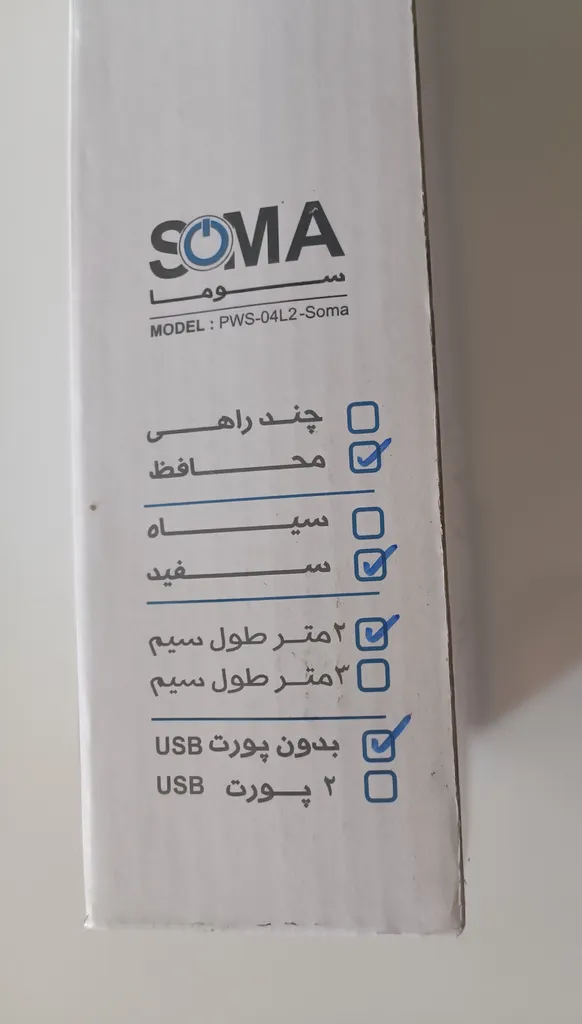 SOMA
سوما
MODEL : PWS-04L2-Soma
چند راهی
محافظ
سیاه
سفید
۲متر طول سیم
۳متر طول سیم
بدون پورت USB
۲ پورت USB